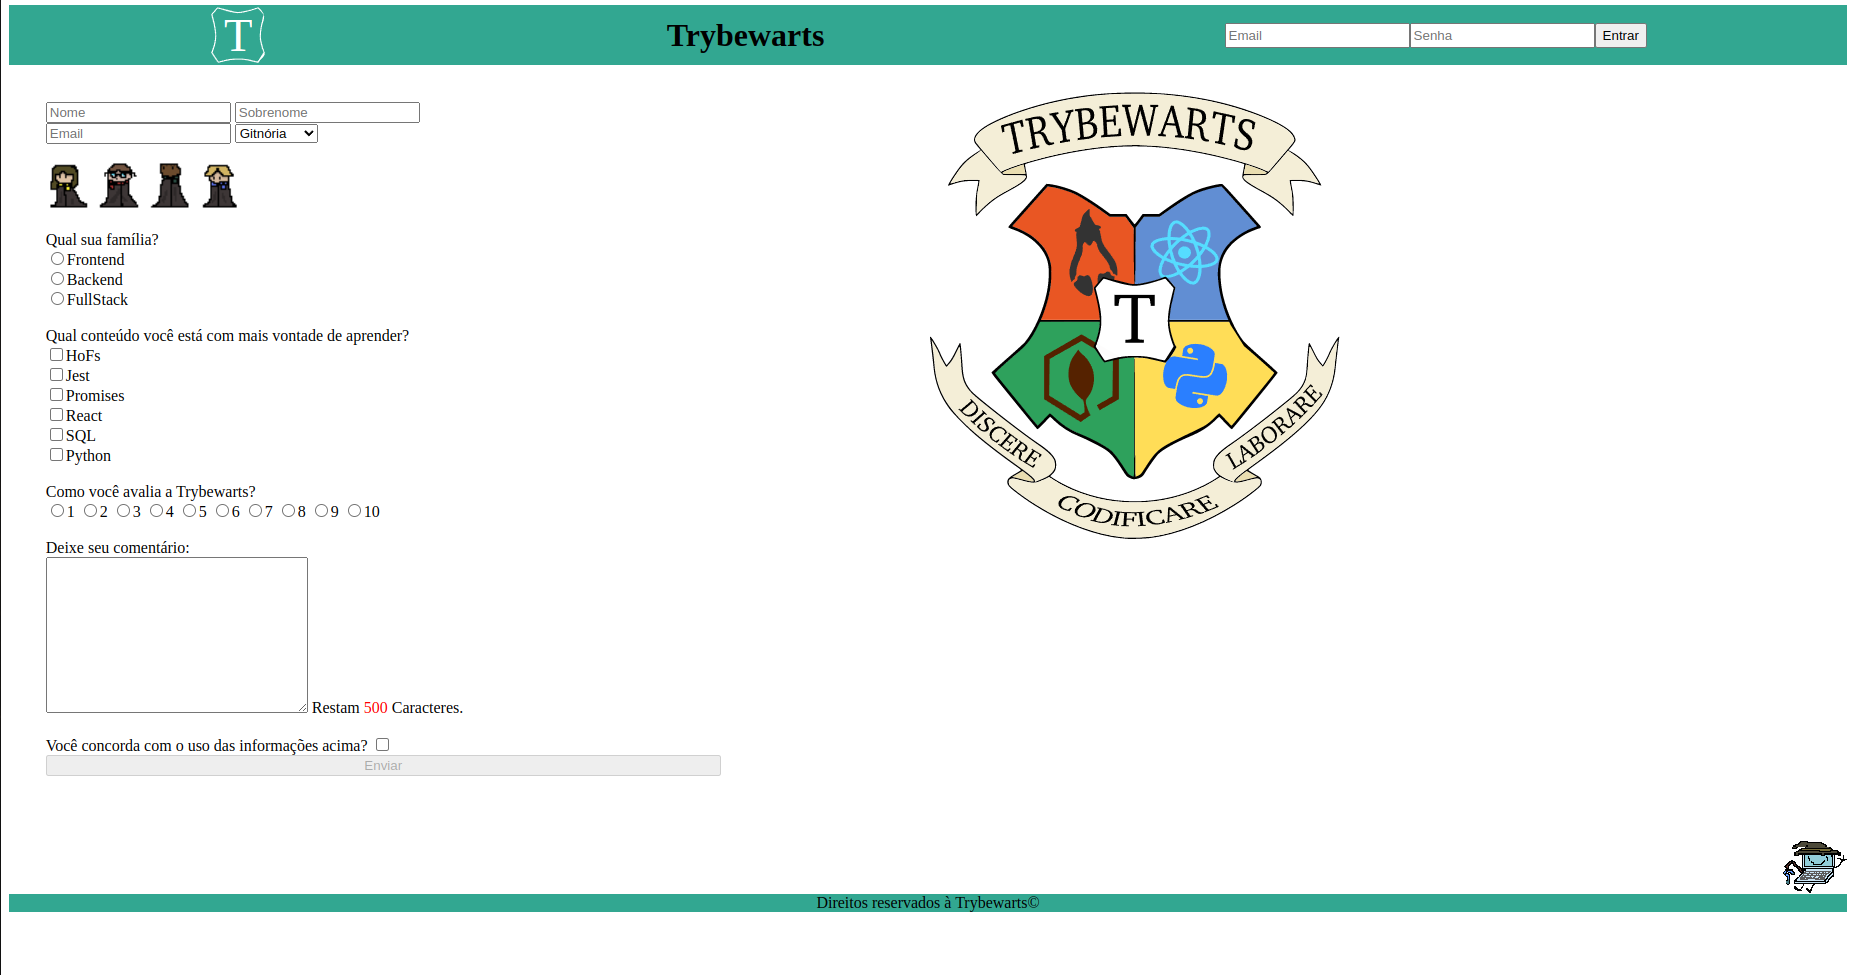 T
Trybewarts
Email
Senha
Entrar
Nome
Sobrenome
Email
Gitnória
Qual sua família?
Frontend
Backend
FullStack
Qual conteúdo você está com mais vontade de aprender?
HoFs
Jest
Promises
React
SQL
Python
Como você avalia a Trybewarts?
1 2 3 4 5 6 7 8 9 10
Deixe seu comentário:
Restam 500 Caracteres.
Você concorda com o uso das informações acima?
Enviar
TRYBEWARTS
T
DISCERE
CODIFICARE
LABORARE
Direitos reservados à Trybewarts©